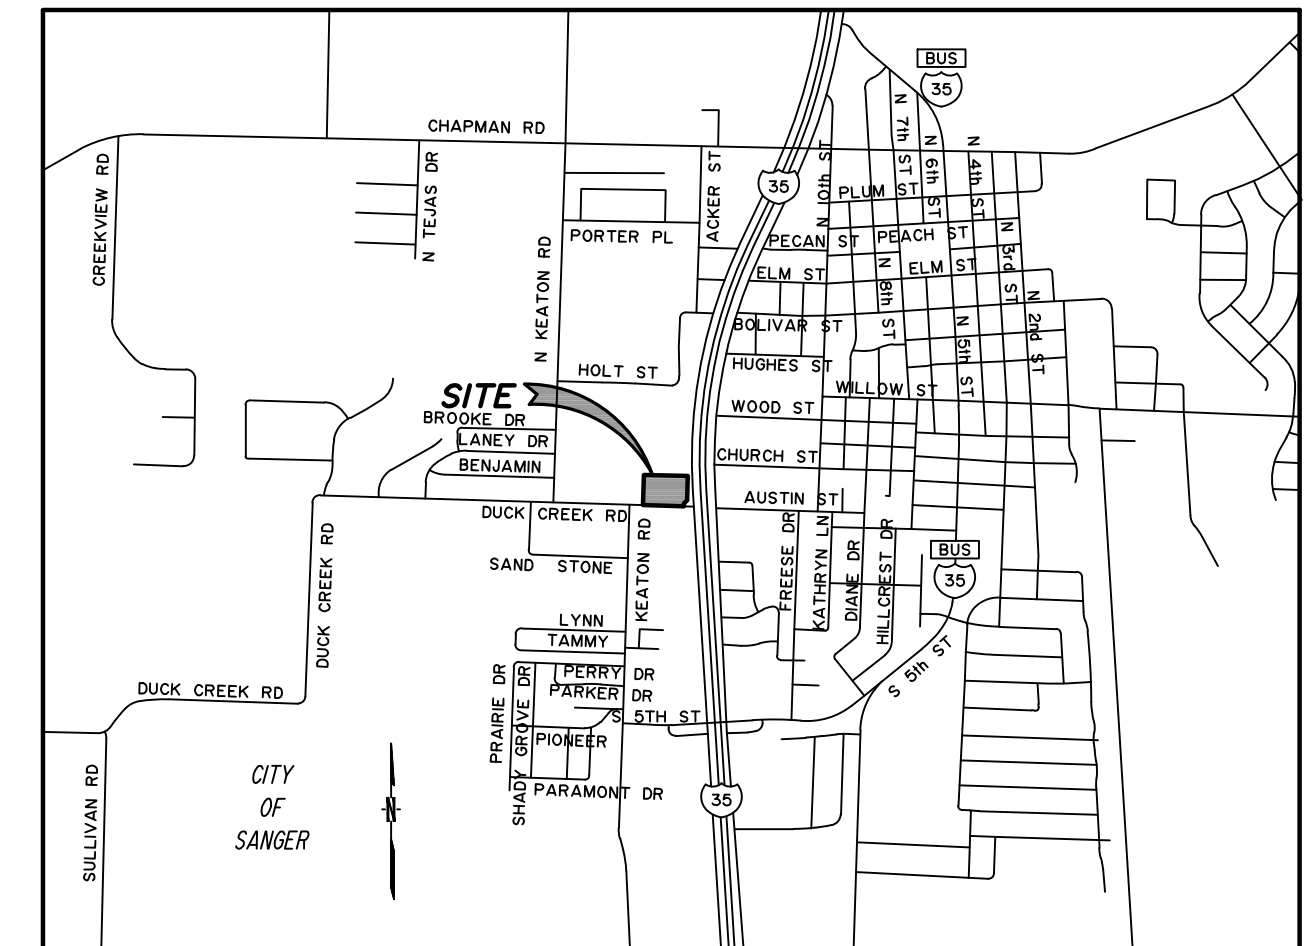 BUS
35
CHAPMAN RD
N 7th ST
N 6th ST
N 4th ST
CREEKVIEW RD
N TEJAS DR
ACKER ST
35
N 10th ST
PLUM ST
PORTER PL
PECAN ST
PEACH ST
N 3rd ST
N KEATON RD
ELM ST
N 8th ST
ELM ST
N 2nd ST
BOLIVAR ST
N 5th ST
HOLT ST
HUGHES ST
SITE
WILLOW ST
BROOKE DR
WOOD ST
LANEY DR
BENJAMIN
CHURCH ST
AUSTIN ST
DUCK CREEK RD
KEATON RD
FREESE DR
KATHRYN LN
DIANE DR
HILLCREST DR
BUS
35
DUCK CREEK RD
SAND STONE
LYNN
TAMMY
PERRY DR
PARKER DR
S 5th ST
DUCK CREEK RD
PRAIRIE DR
SHADY GROVE DR
S 5TH ST
PIONEER
PARAMONT DR
35
SULLIVAN RD
CITY
OF
SANGER
N